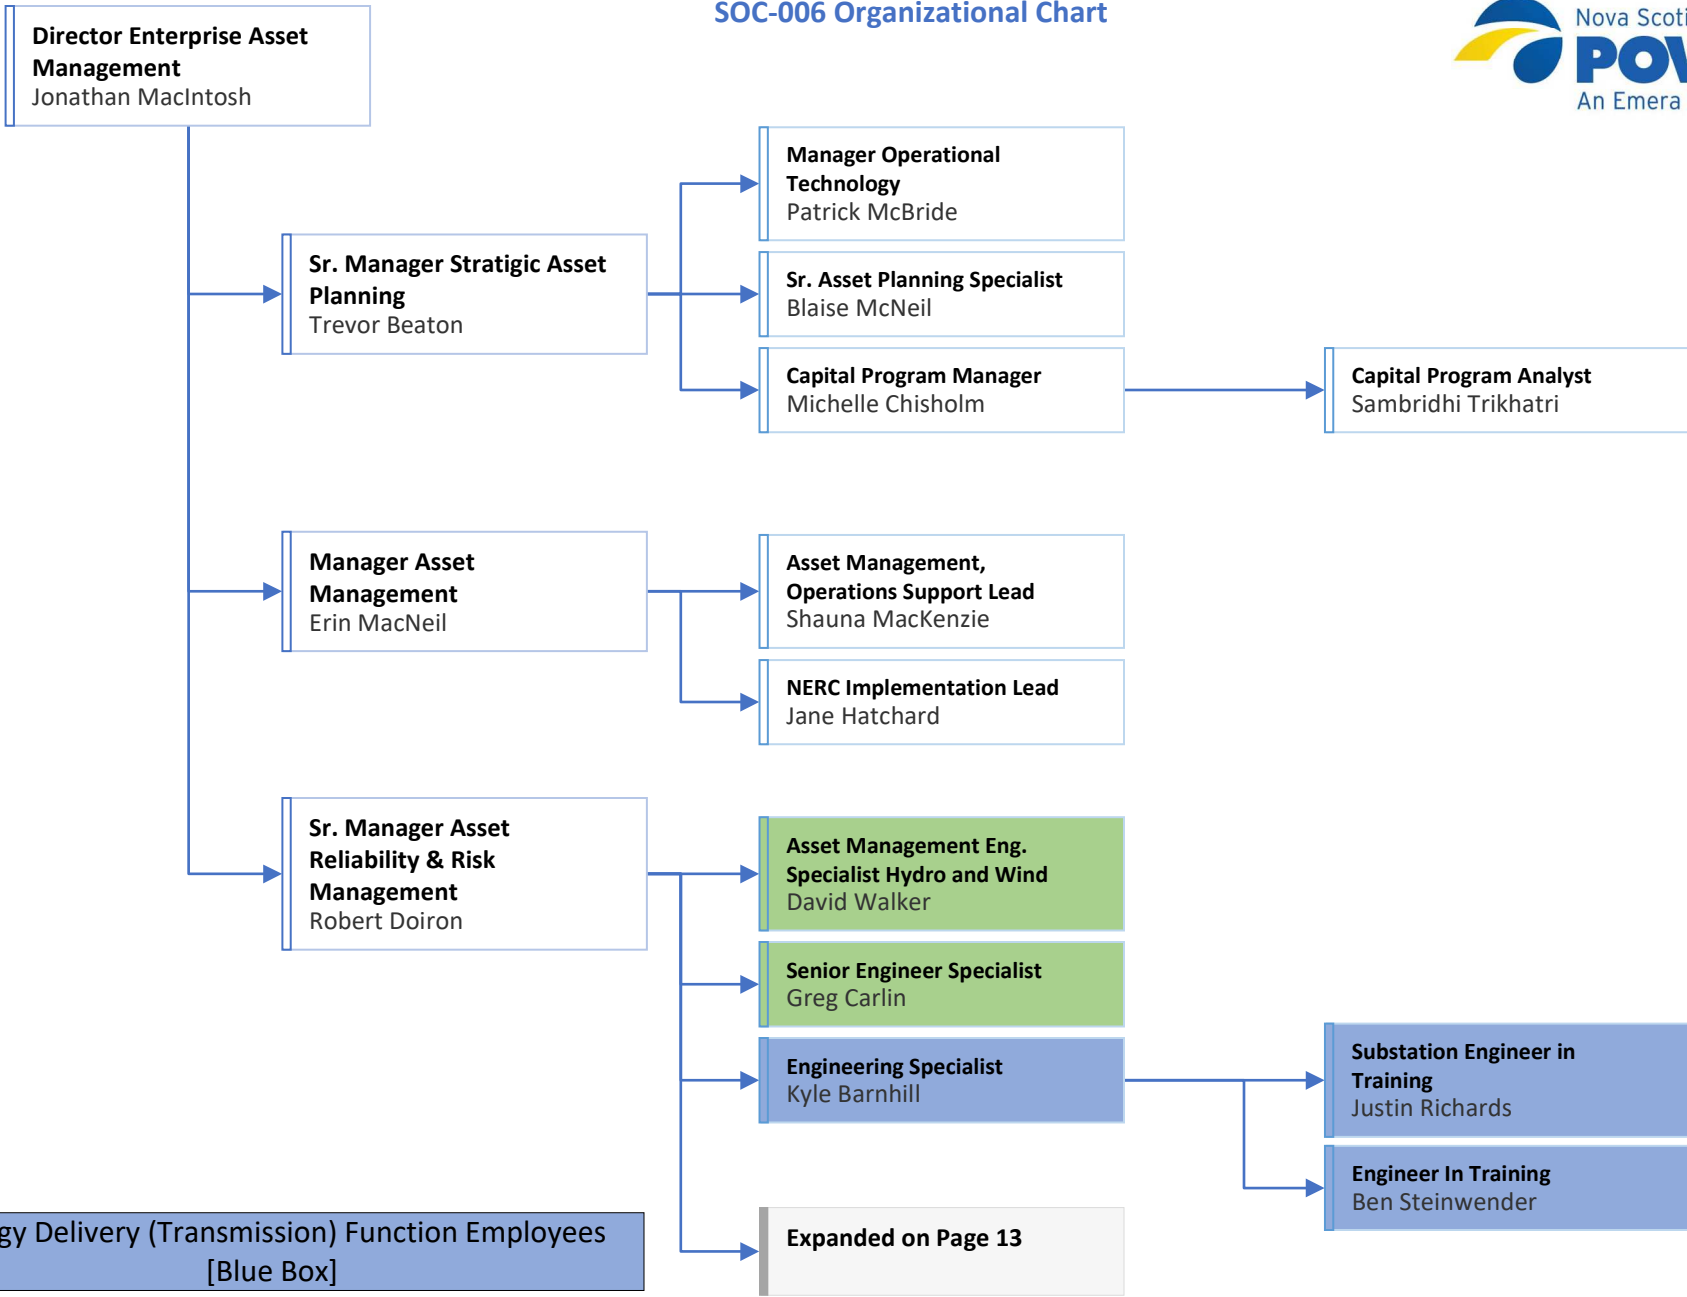 SOC-006 Organizational Chart
Nova Scoti
An Emera
Director Enterprise Asset
Management
Jonathan MacIntosh
Manager Operational
Technology
Patrick McBride
Sr. Manager Stratigic Asset
Planning
Trevor Beaton
Sr. Asset Planning Specialist
Blaise McNeil
Capital Program Manager
Michelle Chisholm
Capital Program Analyst
Sambridhi Trikhatri
Manager Asset
Management
Erin MacNeil
Asset Management,
Operations Support Lead
Shauna MacKenzie
NERC Implementation Lead
Jane Hatchard
Sr. Manager Asset
Reliability & Risk
Management
Robert Doiron
Asset Management Eng.
Specialist Hydro and Wind
David Walker
Senior Engineer Specialist
Greg Carlin
Engineering Specialist
Kyle Barnhill
Substation Engineer in
Training
Justin Richards
Engineer In Training
Ben Steinwender
Expanded on Page 13
gy Delivery (Transmission) Function Employees
[Blue Box]